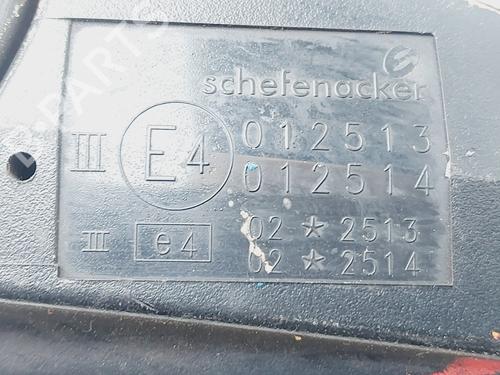 schefenacker
III E4 012513
012514
III e4 02 * 2513
02 * 2514